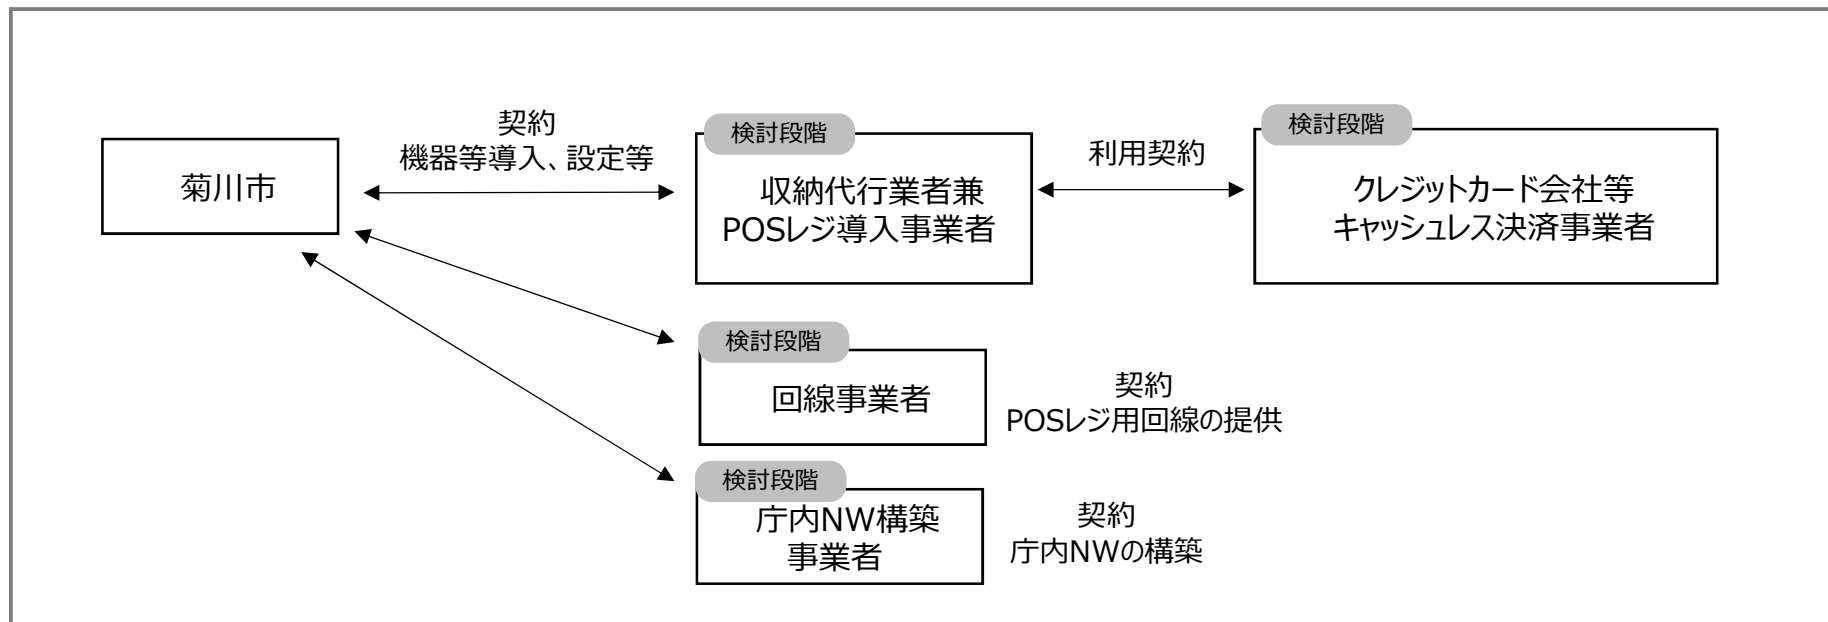 菊川市
契約
機器等導入、設定等
検討段階
収納代行業者兼
POSレジ導入事業者
利用契約
検討段階
クレジットカード会社等
キャッシュレス決済事業者
検討段階
回線事業者
契約
POSレジ用回線の提供
検討段階
庁内NW構築
事業者
契約
庁内NWの構築